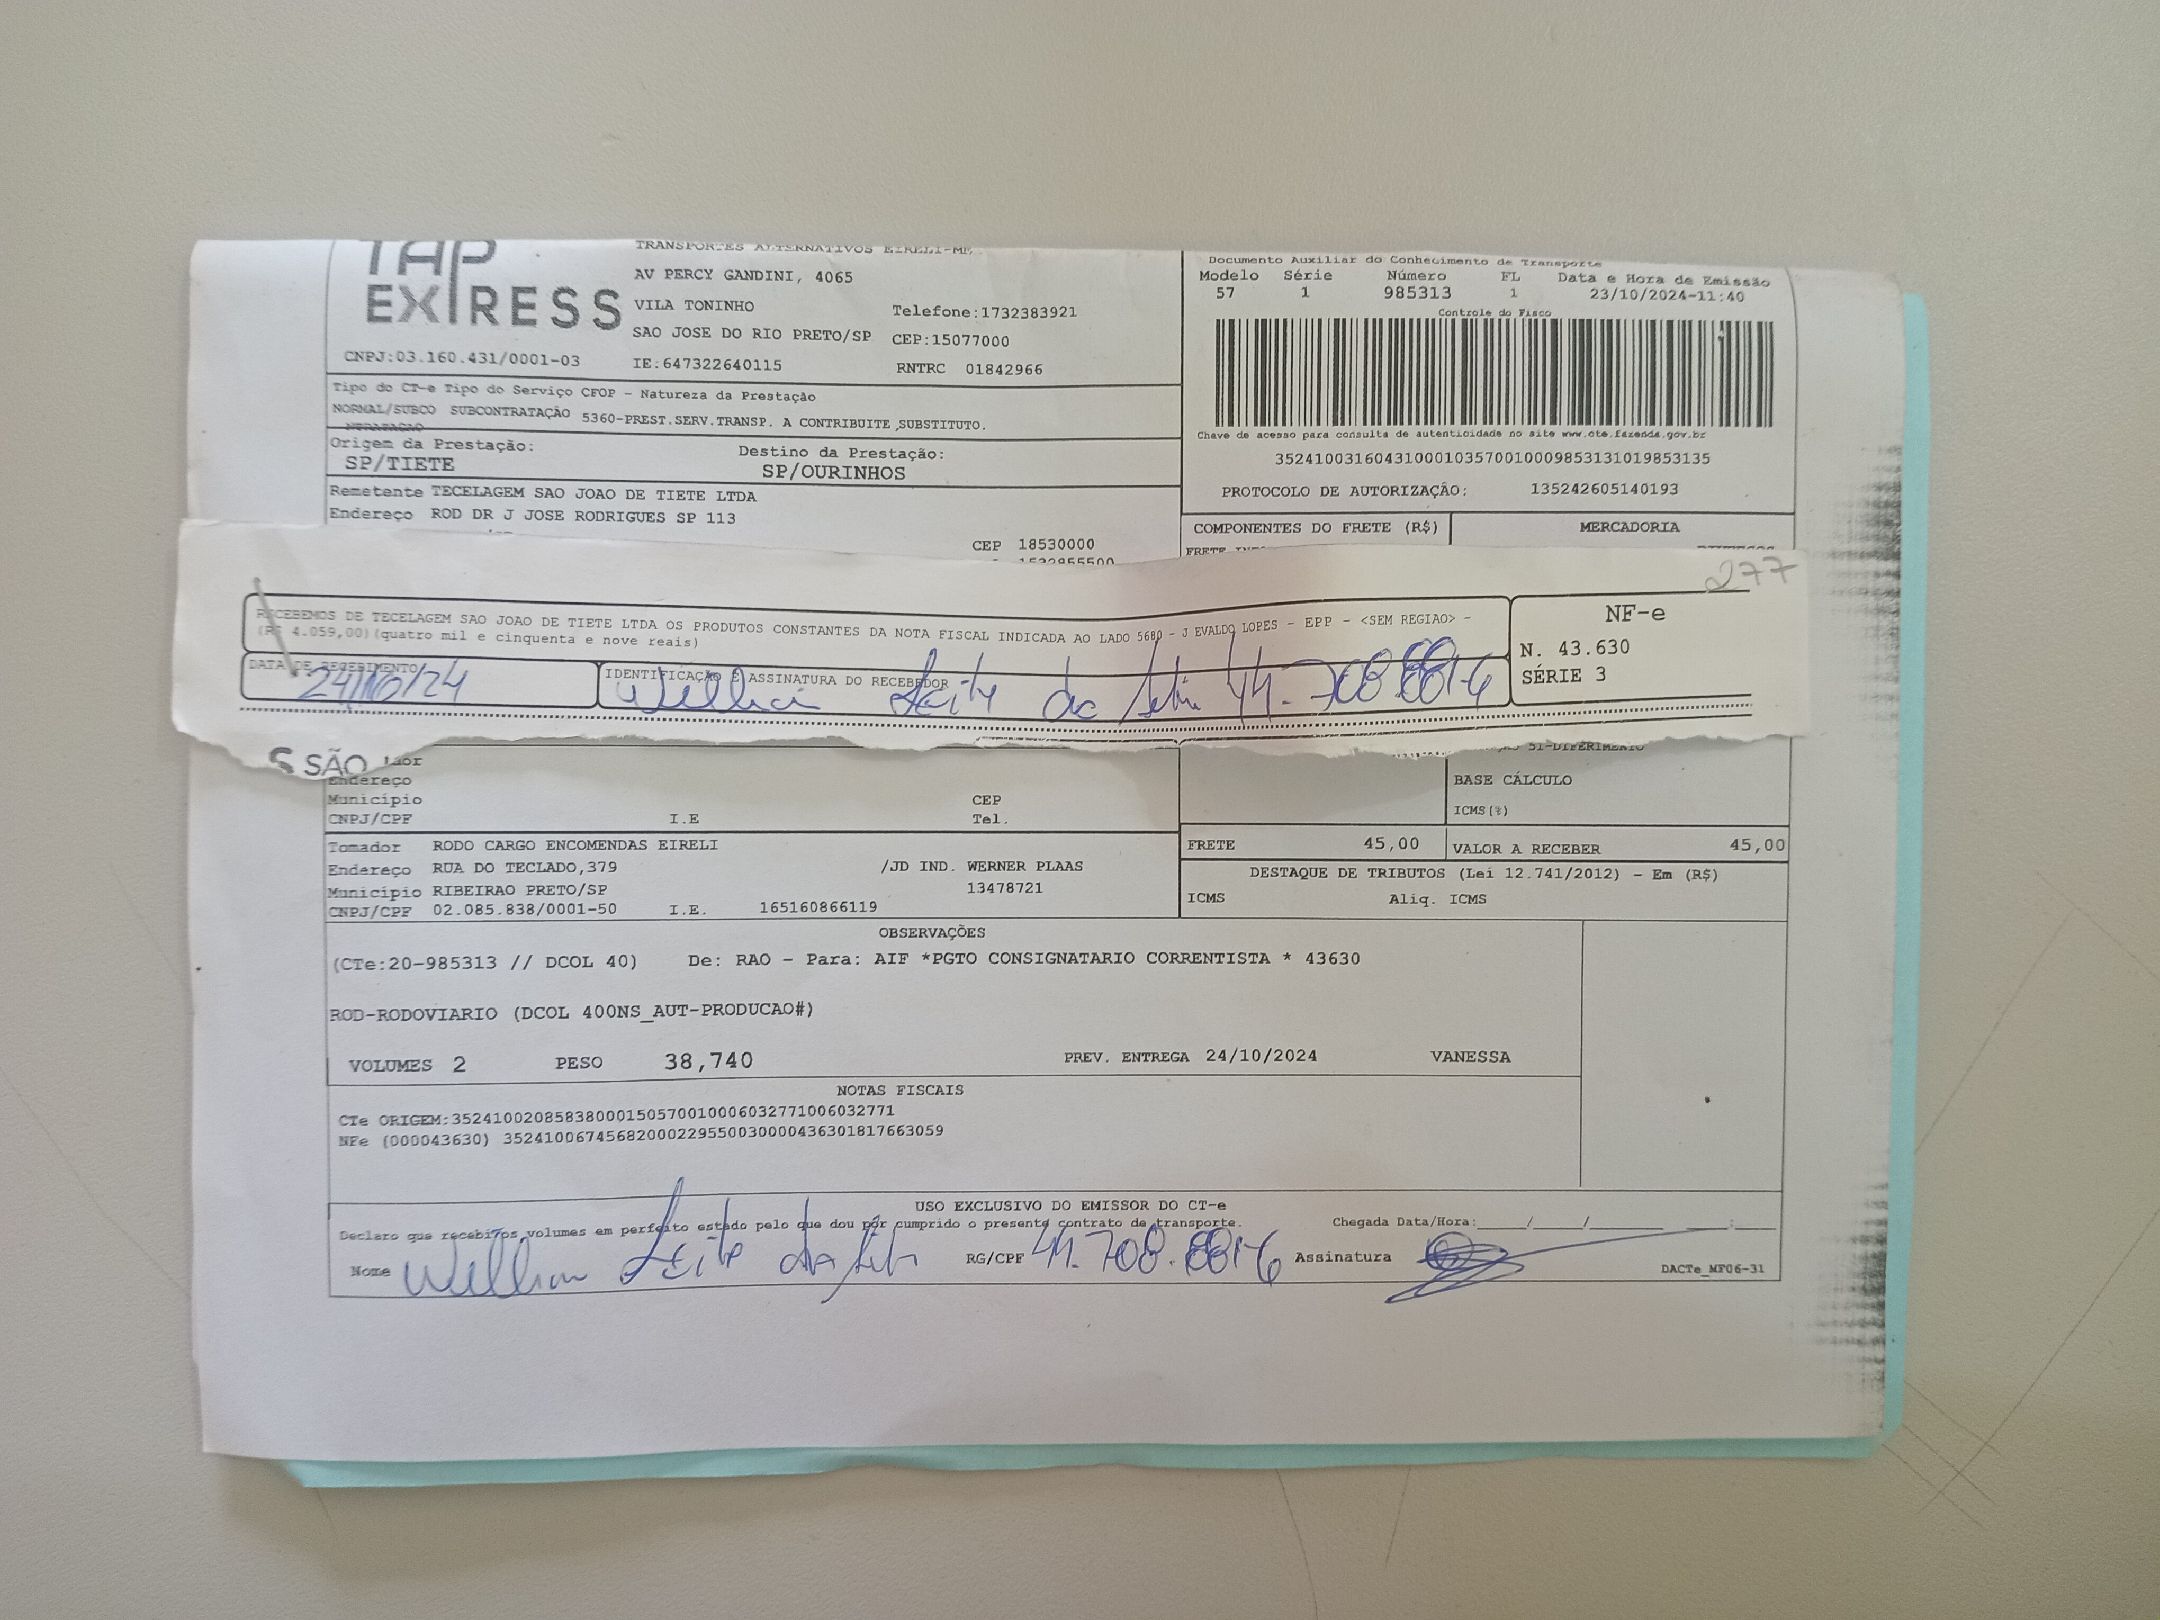 TAP
EXPRESS
TRANSPORTES ALTERNATIVOS EIRELI-ME
AV PERCY GANDINI, 4065
VILA TONINHO
Telefone:1732383921
SAO JOSE DO RIO PRETO/SP CEP:15077000
CNPJ:03.160.431/0001-03 IE:647322640115 RNTRC 01842966
Documento Auxiliar do Conhecimento de Transporte
Modelo Série Número FL Data e Hora de Emissão
57 1 985313 1 23/10/2024-11:40
Controle do Fisco
Chave de acesso para consulta de autenticidade no site www.cte.fazenda.gov.br
35241003160431000103570010009853131019853135
PROTOCOLO DE AUTORIZAÇÂO: 135242605140193
Tipo do CT-e Tipo do Serviço CFOP - Natureza da Prestação
NORMAL/SUBCO SUBCONTRATAÇÃO 5360-PREST.SERV.TRANSP. A CONTRIBUITE ,SUBSTITUTO.
Origem da Prestação: Destino da Prestação:
SP/TIETE SP/OURINHOS
Remetente TECELAGEM SAO JOAO DE TIETE LTDA
Endereço ROD DR J JOSE RODRIGUES SP 113
CEP 18530000
COMPONENTES DO FRETE (R$) MERCADORIA
277
RECEBEMOS DE TECELAGEM SAO JOAO DE TIETE LTDA OS PRODUTOS CONSTANTES DA NOTA FISCAL INDICADA AO LADO 5680 - J EVALDO LOPES - EPP - <SEM REGIAO> -
(R$ 4.059,00)(quatro mil e cinquenta e nove reais)
DATA DE RECEBIMENTO
24/10/24
IDENTIFICAÇÃO E ASSINATURA DO RECEBEDOR
Leite da
NF-e
N. 43.630
SÉRIE 3
SÃO
Endereço
Município CEP
CNPJ/CPF I.E Tel.
BASE CÁLCULO
ICMS(%)
Tomador RODO CARGO ENCOMENDAS EIRELI
Endereço RUA DO TECLADO,379 /JD IND. WERNER PLAAS
Município RIBEIRAO PRETO/SP 13478721
CNPJ/CPF 02.085.838/0001-50 I.E. 165160866119
FRETE 45,00 VALOR A RECEBER 45,00
DESTAQUE DE TRIBUTOS (Lei 12.741/2012) - Em (R$)
ICMS Aliq. ICMS
OBSERVAÇÕES
(CTe:20-985313 // DCOL 40) De: RAO - Para: AIF *PGTO CONSIGNATARIO CORRENTISTA * 43630
ROD-RODOVIARIO (DCOL 400NS_AUT-PRODUCAO#)
VOLUMES 2 PESO 38,740 PREV. ENTREGA 24/10/2024 VANESSA
NOTAS FISCAIS
CTe ORIGEM:35241002085838000150570010006032771006032771
NFe (000043630) 35241006745682000229550030000436301817663059
USO EXCLUSIVO DO EMISSOR DO CT-e
Declaro que recebi os volumes em perfeito estado pelo que dou por cumprido o presente contrato de transporte. Chegada Data/Hora:____/____/____ ____:____
Nome Leite da RG/CPF Assinatura
DACTe_MF06-31